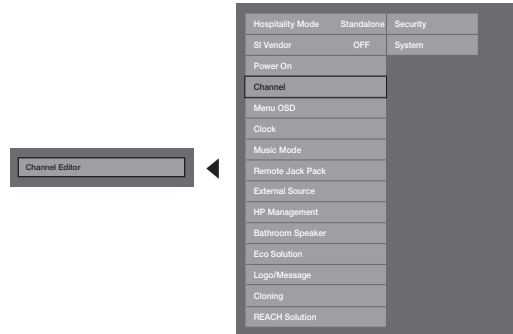 Hospitality Mode Standalone Security
SI Vendor OFF System
Power On
Channel
Menu OSD
Clock
Music Mode
Remote Jack Pack
External Source
HP Management
Bathroom Speaker
Eco Solution
Logo/Message
Cloning
REACH Solution
Channel Editor